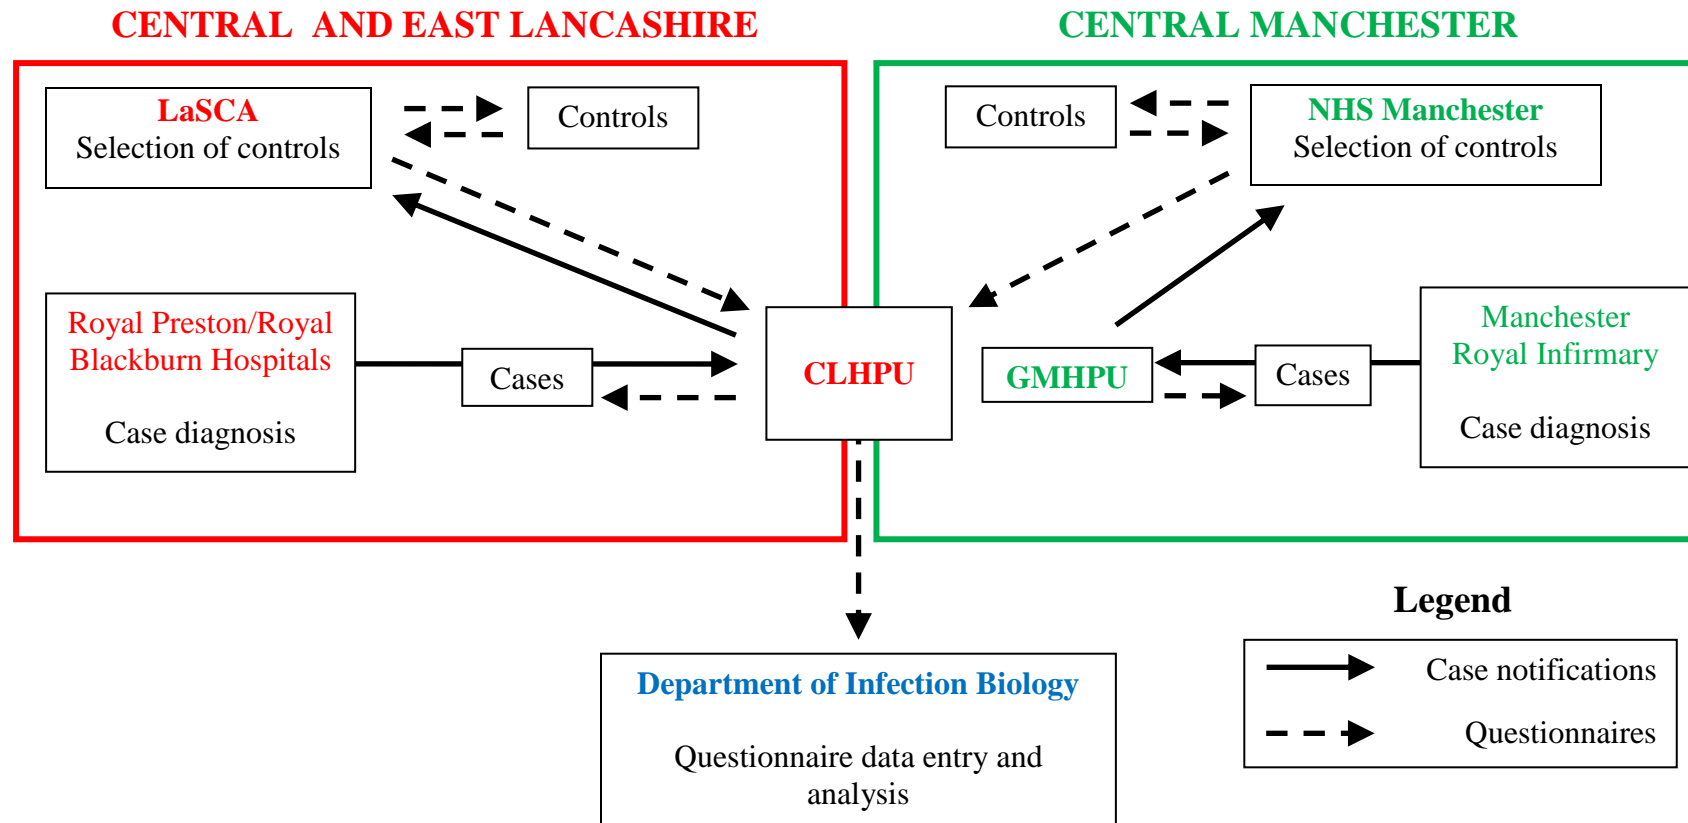 CENTRAL AND EAST LANCASHIRE
CENTRAL MANCHESTER
LaSCA
Selection of controls
Controls
Controls
NHS Manchester
Selection of controls
Royal Preston/Royal
Blackburn Hospitals
Case diagnosis
Cases
CLHPU
GMHPU
Cases
Manchester
Royal Infirmary
Case diagnosis
Department of Infection Biology
Questionnaire data entry and
analysis
Legend
Case notifications
Questionnaires